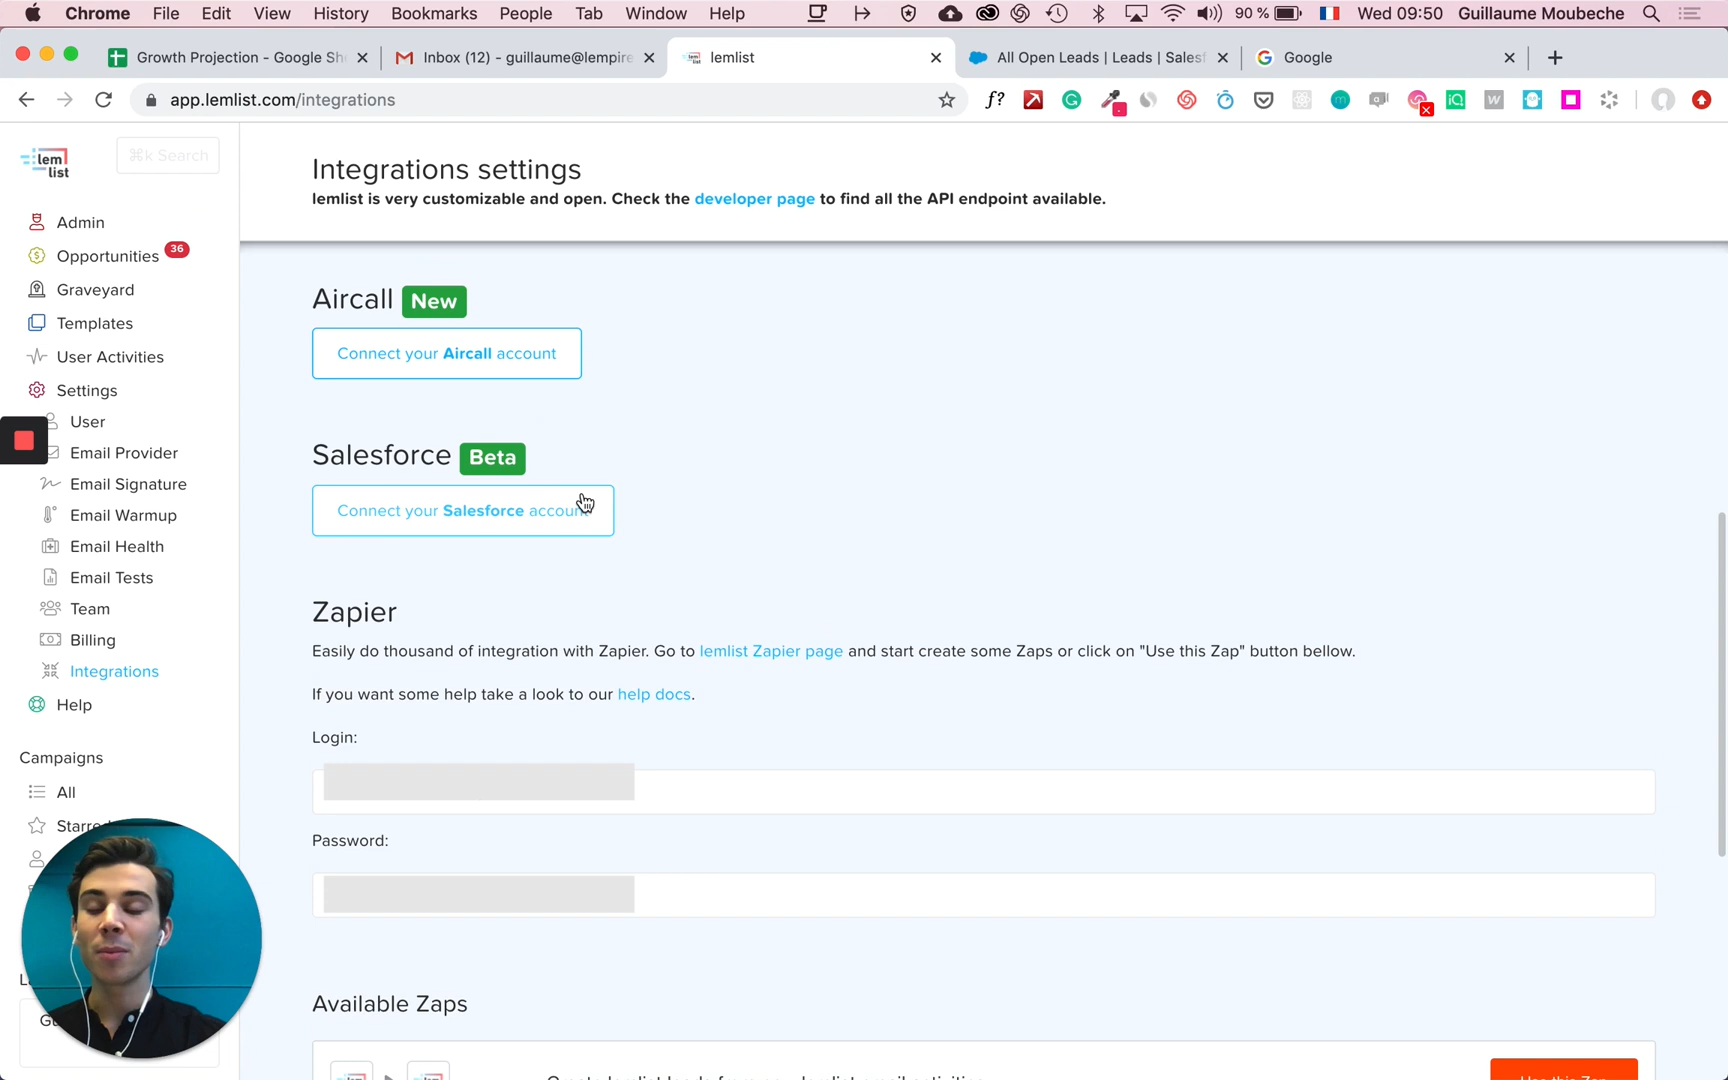 Chrome File Edit View History Bookmarks People Tab Window Help 90 % Wed 09:50 Guillaume Moubeche
Growth Projection - Google Sh Inbox (12) - guillaume@lempire lemlist All Open Leads | Leads | Salesf Google
app.lemlist.com/integrations
lem
list
⌘k Search
Admin
Opportunities 36
Graveyard
Templates
User Activities
Settings
User
Email Provider
Email Signature
Email Warmup
Email Health
Email Tests
Team
Billing
Integrations
Help
Campaigns
All
Starred
Integrations settings
lemlist is very customizable and open. Check the developer page to find all the API endpoint available.
Aircall New
Connect your Aircall account
Salesforce Beta
Connect your Salesforce account
Zapier
Easily do thousand of integration with Zapier. Go to lemlist Zapier page and start create some Zaps or click on "Use this Zap" button bellow.
If you want some help take a look to our help docs.
Login:
Password:
Available Zaps